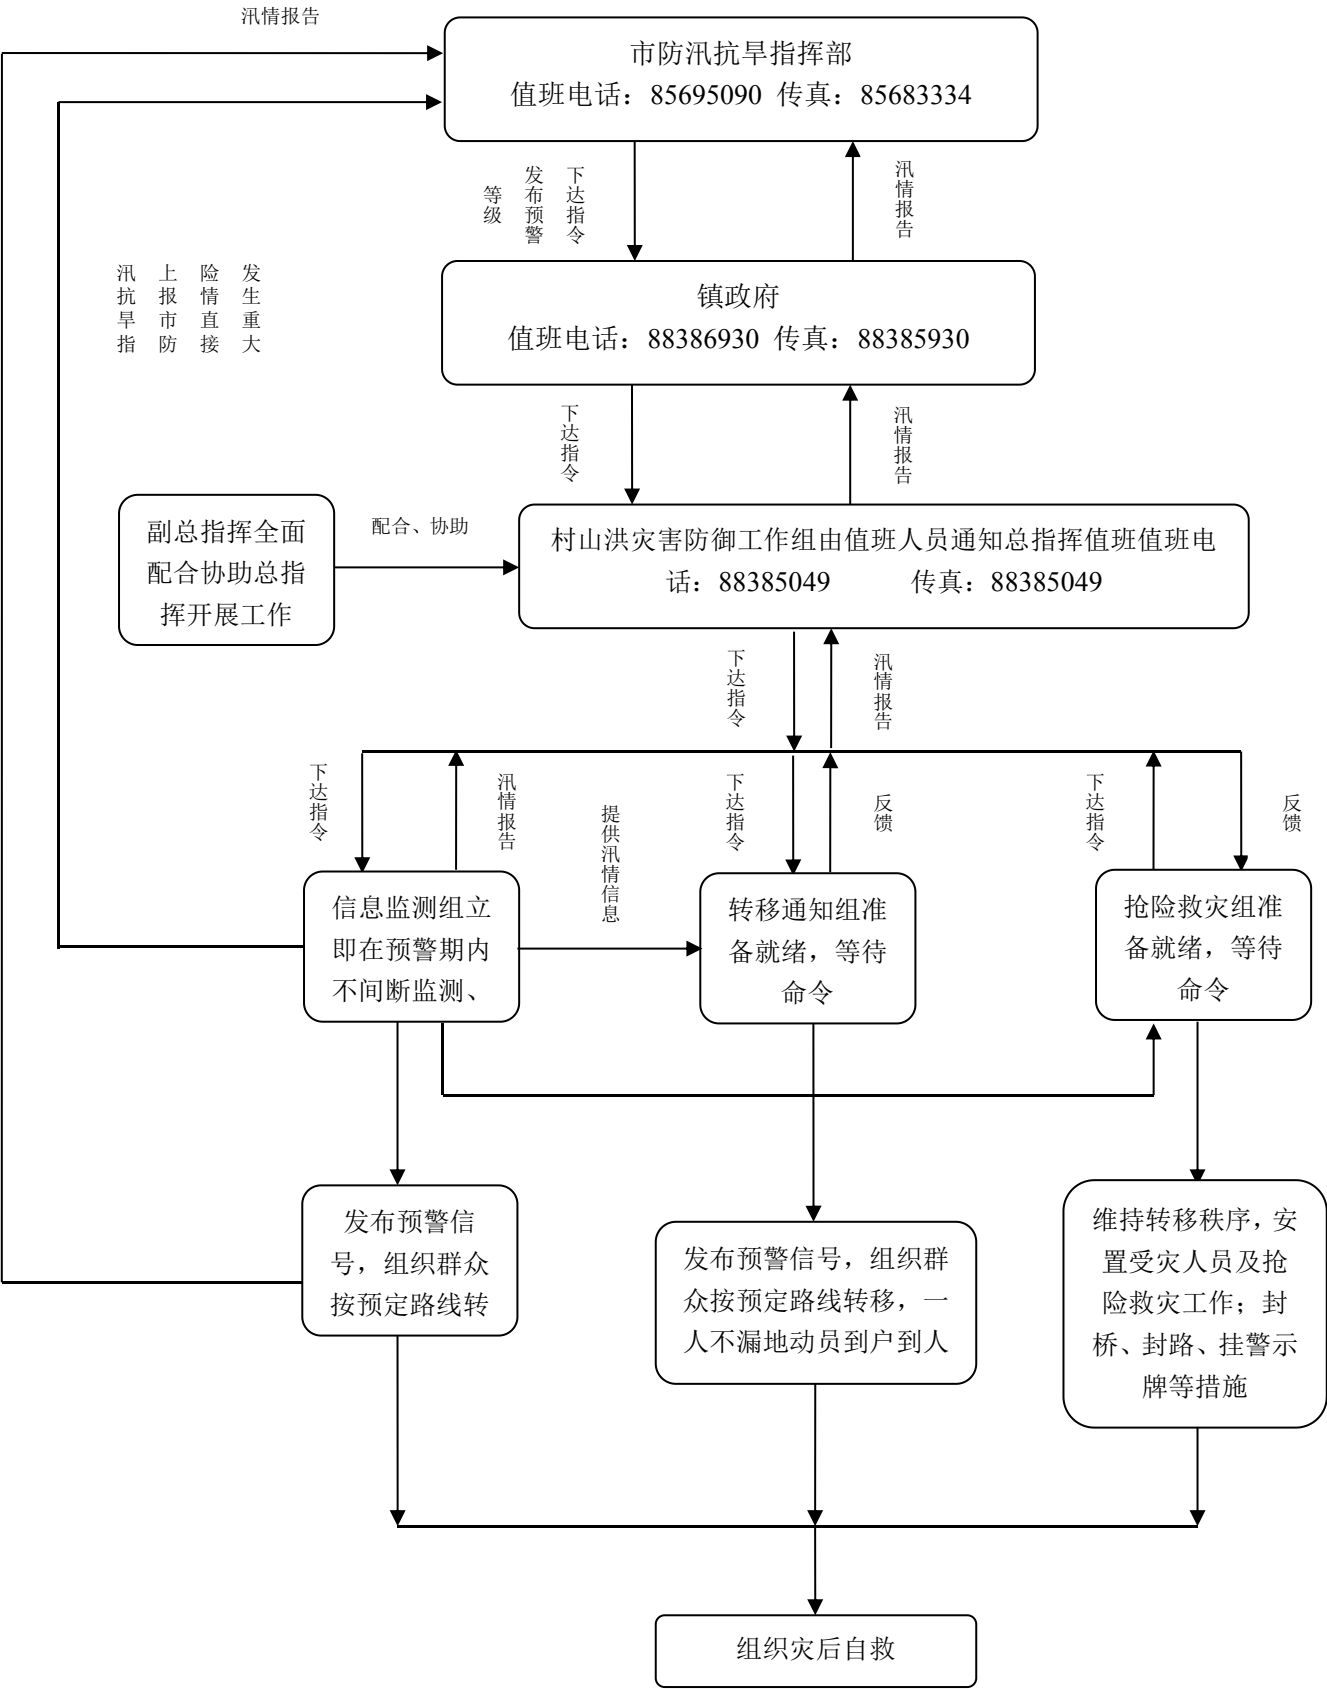 汛情报告
市防汛抗旱指挥部
值班电话：85695090 传真：85683334
下达指令
发布预警
等级
汛情报告
发生重大
险情直接
上报市防
汛抗旱指
镇政府
值班电话：88386930 传真：88385930
下达指令
汛情报告
副总指挥全面
配合协助总指
挥开展工作
配合、协助
村山洪灾害防御工作组由值班人员通知总指挥值班值班电
话：88385049 传真：88385049
下达指令
汛情报告
下达指令
汛情报告
提供汛情信息
下达指令
反馈
下达指令
反馈
信息监测组立
即在预警期内
不间断监测、
转移通知组准
备就绪，等待
命令
抢险救灾组准
备就绪，等待
命令
发布预警信
号，组织群众
按预定路线转
发布预警信号，组织群
众按预定路线转移，一
人不漏地动员到户到人
维持转移秩序，安
置受灾人员及抢
险救灾工作；封
桥、封路、挂警示
牌等措施
组织灾后自救